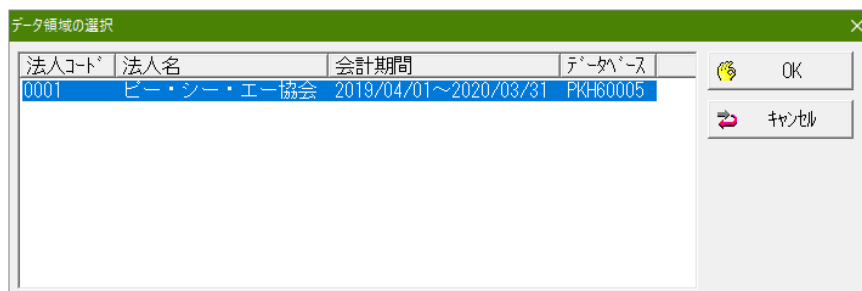 データ領域の選択
法人ｺｰﾄﾞ 法人名 会計期間 ﾃﾞｰﾀﾍﾞｰｽ
0001 ビー・シー・エー協会 2019/04/01～2020/03/31 PKH60005
OK
ｷｬﾝｾﾙ